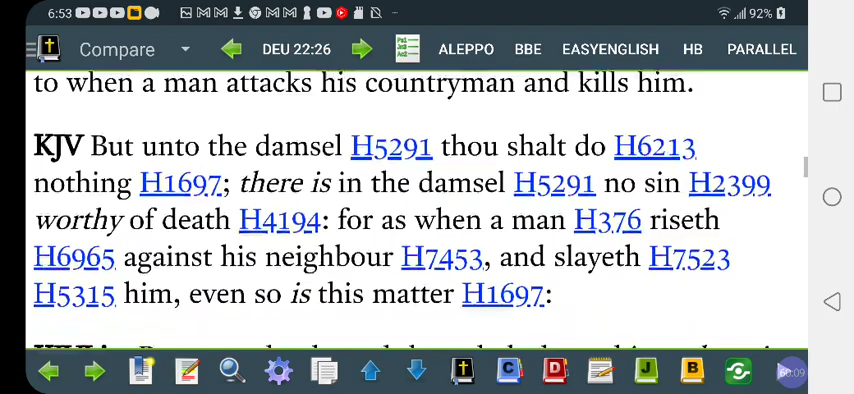 6:53
92%
Compare DEU 22:26 ALEPPO BBE EASYENGLISH HB PARALLEL
to when a man attacks his countryman and kills him.
KJV But unto the damsel H5291 thou shalt do H6213
nothing H1697; there is in the damsel H5291 no sin H2399
worthy of death H4194: for as when a man H376 riseth
H6965 against his neighbour H7453, and slayeth H7523
H5315 him, even so is this matter H1697:
C D J B